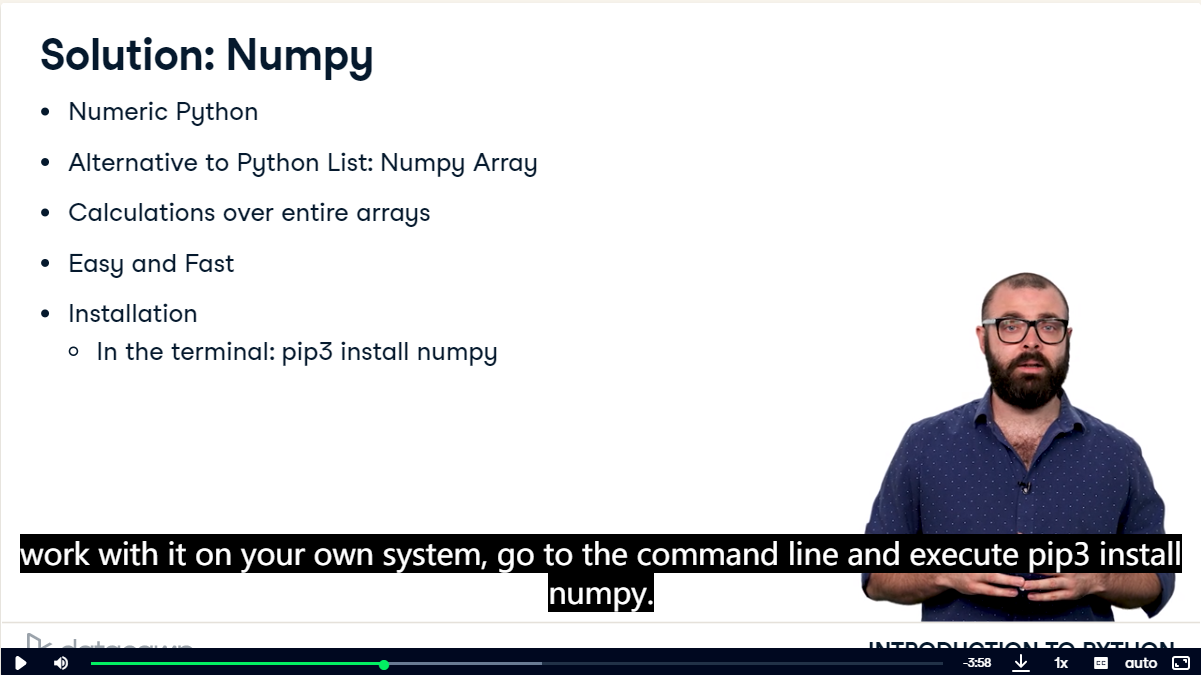 Solution: Numpy
• Numeric Python
• Alternative to Python List: Numpy Array
• Calculations over entire arrays
• Easy and Fast
• Installation
○ In the terminal: pip3 install numpy
work with it on your own system, go to the command line and execute pip3 install
numpy.
datacamp
INTRODUCTION TO PYTHON
-3:58
1x
CC
auto